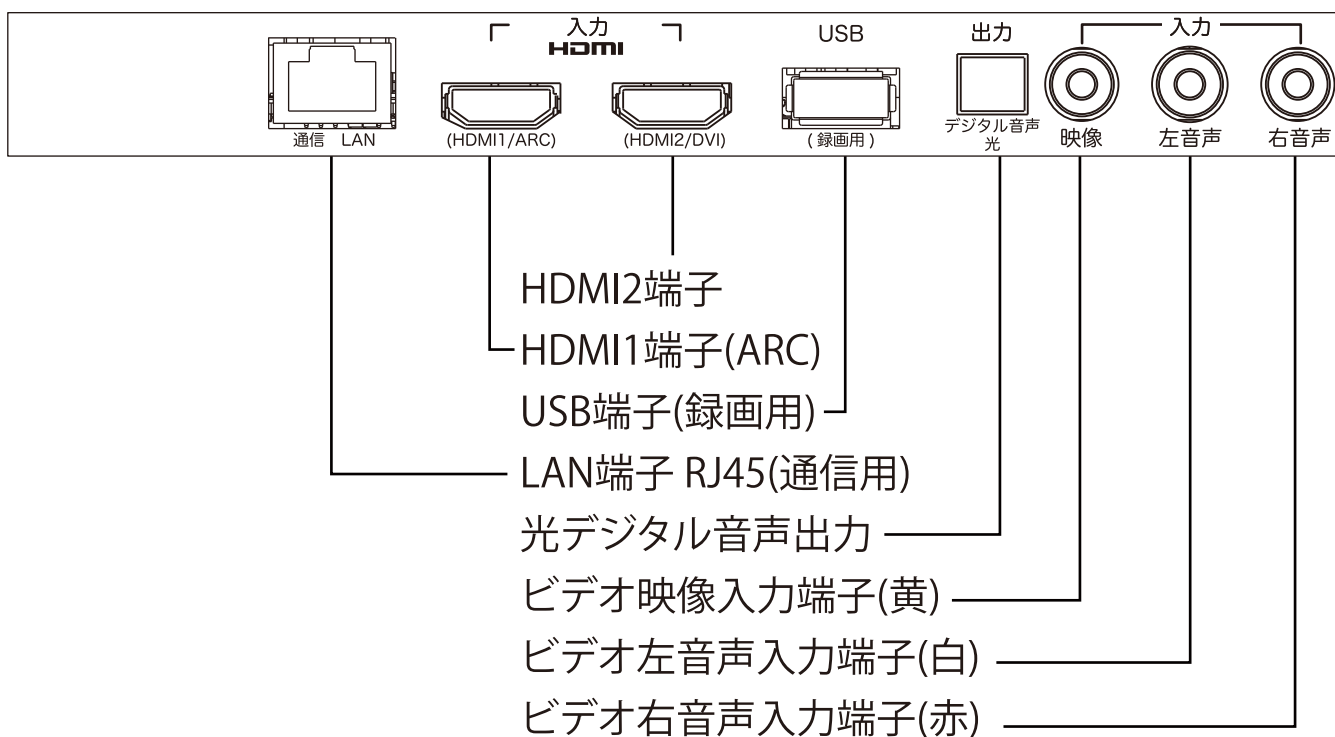 入力
HDMI
USB
出力
入力
通信 LAN
(HDMI1/ARC)
(HDMI2/DVI)
(録画用)
デジタル音声
光
映像
左音声
右音声
HDMI2端子
HDMI1端子(ARC)
USB端子(録画用)
LAN端子 RJ45(通信用)
光デジタル音声出力
ビデオ映像入力端子(黄)
ビデオ左音声入力端子(白)
ビデオ右音声入力端子(赤)